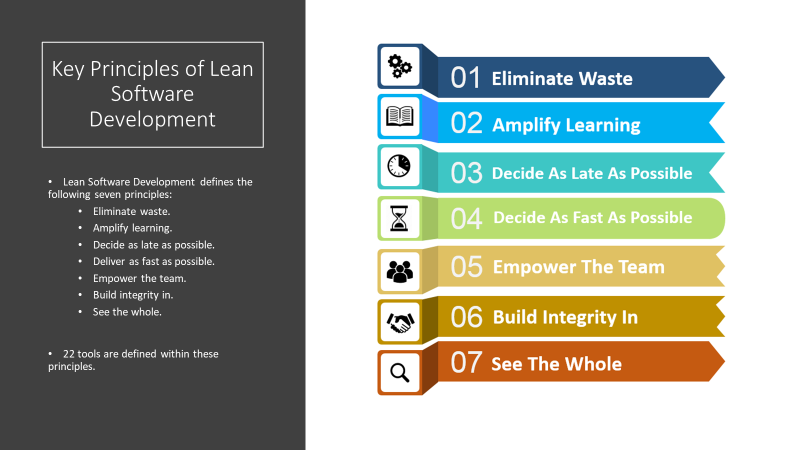 Key Principles of Lean
Software
Development
• Lean Software Development defines the
following seven principles:
• Eliminate waste.
• Amplify learning.
• Decide as late as possible.
• Deliver as fast as possible.
• Empower the team.
• Build integrity in.
• See the whole.
• 22 tools are defined within these
principles.
01 Eliminate Waste
02 Amplify Learning
03 Decide As Late As Possible
04 Decide As Fast As Possible
05 Empower The Team
06 Build Integrity In
07 See The Whole